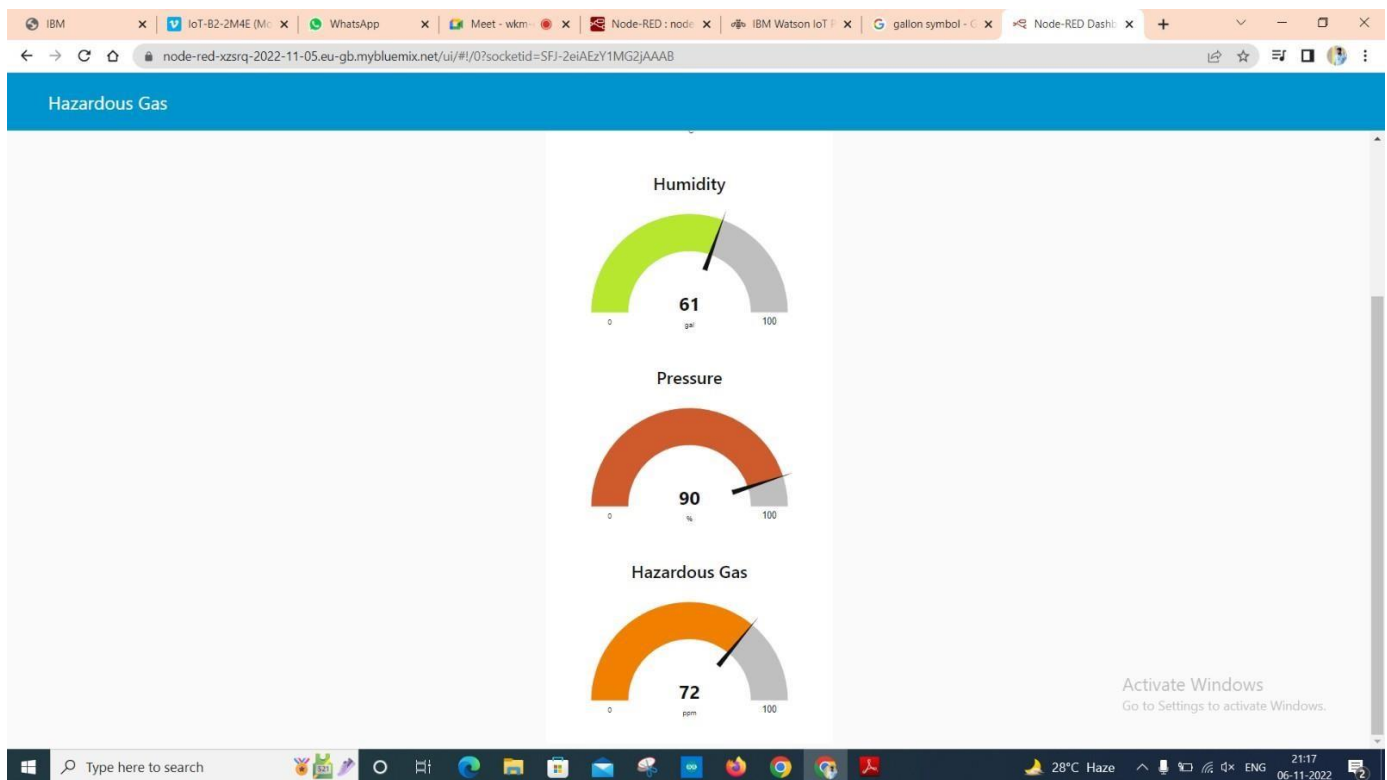 IBM
IoT-B2-2M4E (Mo
WhatsApp
Meet - wkm-
Node-RED : node
IBM Watson IoT P
gallon symbol - G
Node-RED Dashb
node-red-xzsrq-2022-11-05.eu-gb.mybluemix.net/ui/#!/0?socketid=SFJ-2eiAEzY1MG2jAAAB
Hazardous Gas
Humidity
61
gal
0 100
Pressure
90
%
0 100
Hazardous Gas
72
ppm
0 100
Activate Windows
Go to Settings to activate Windows.
Type here to search
28°C Haze
ENG
21:17
06-11-2022
2